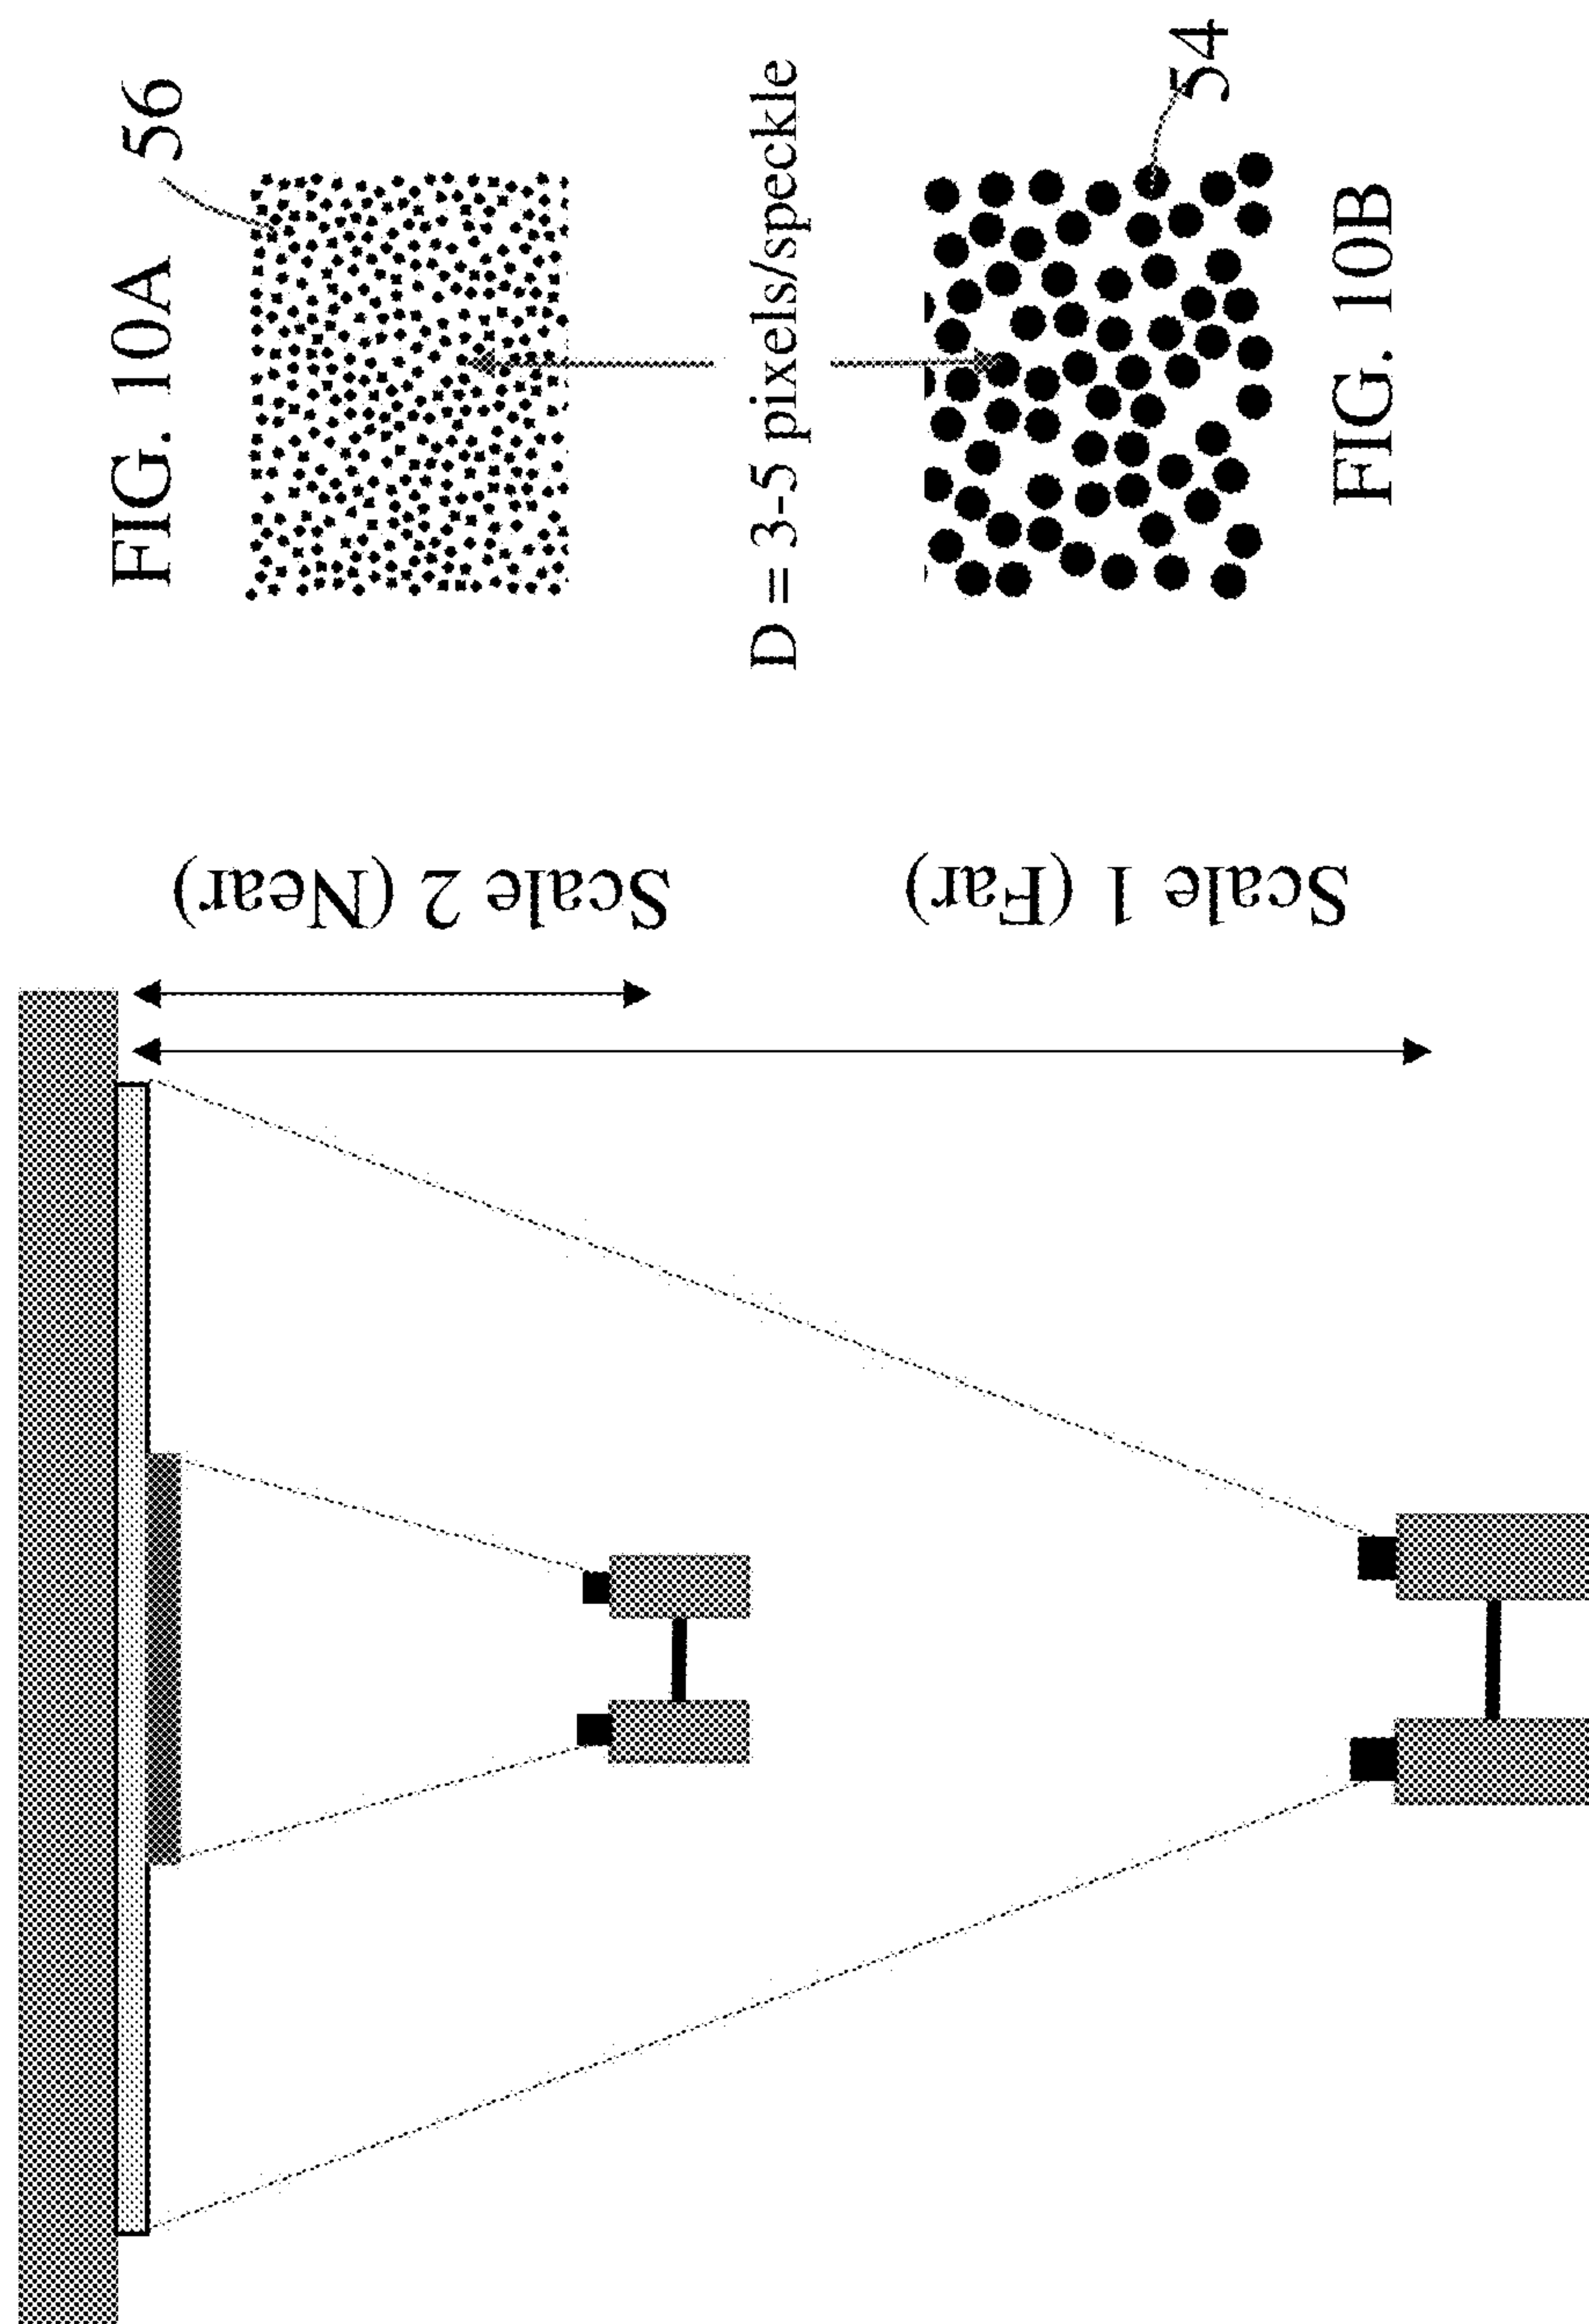 FIG. 10A
56
D = 3-5 pixels/speckle
54
FIG. 10B
Scale 2 (Near)
Scale 1 (Far)